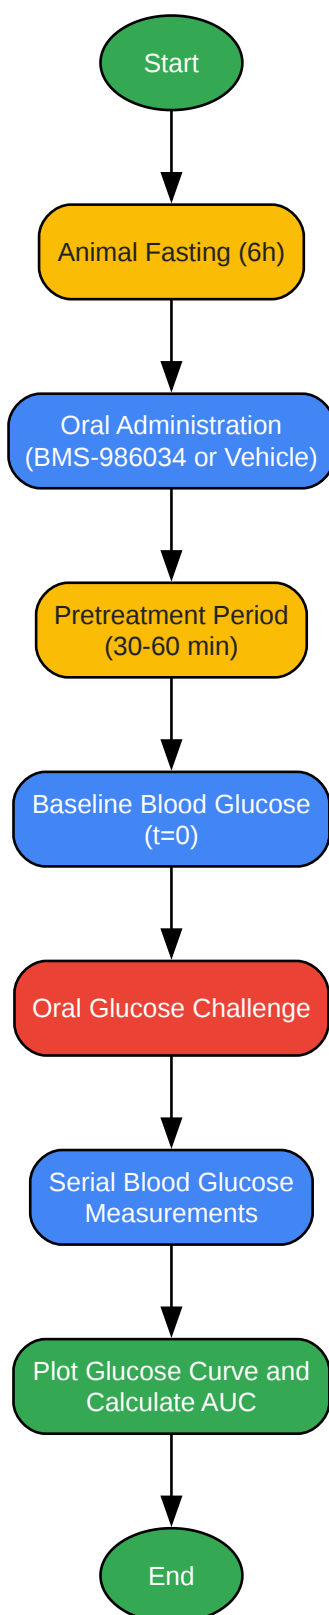 Start
Animal Fasting (6h)
Oral Administration
(BMS-986034 or Vehicle)
Pretreatment Period
(30-60 min)
Baseline Blood Glucose
(t=0)
Oral Glucose Challenge
Serial Blood Glucose
Measurements
Plot Glucose Curve and
Calculate AUC
End